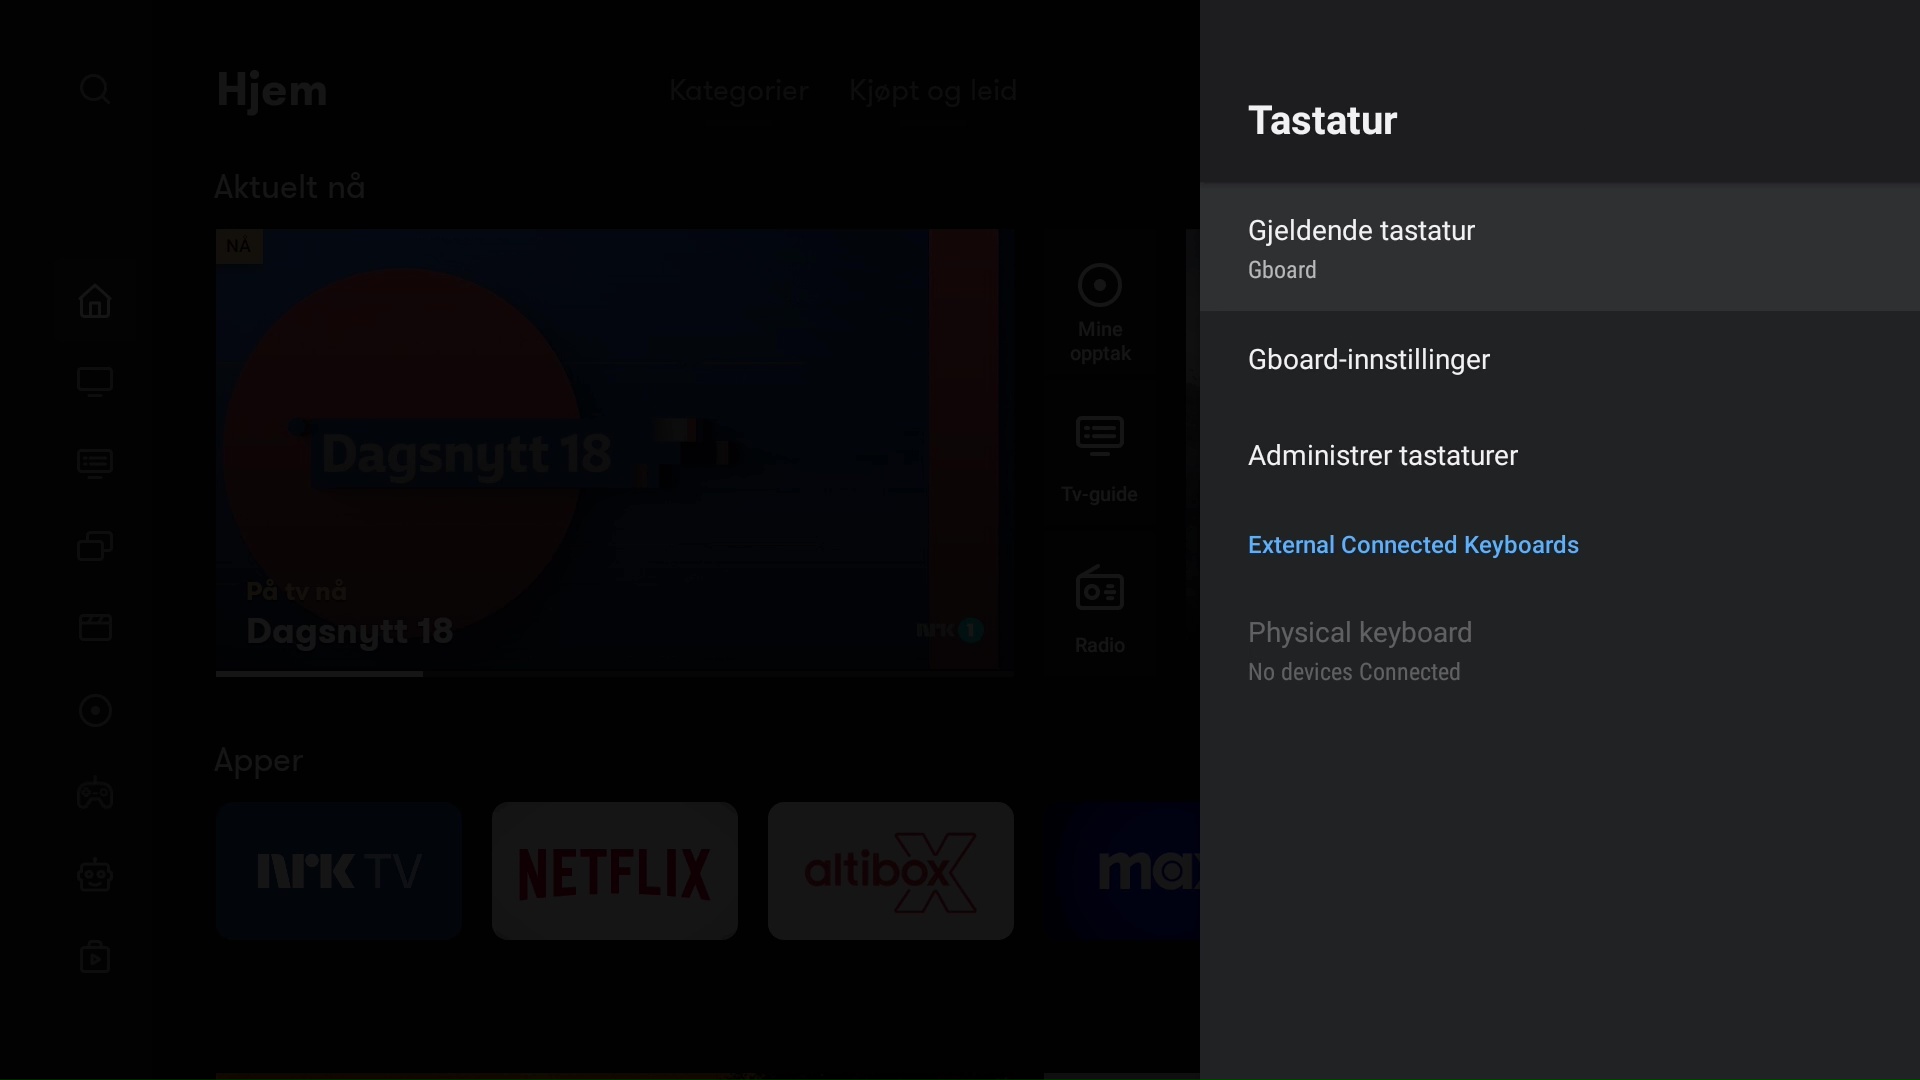 Hjem
Kategorier
Kjøpt og leid
Aktuelt nå
NÅ
Dagsnytt 18
På tv nå
Dagsnytt 18
nrk 1
Mine
opptak
Tv-guide
Radio
Apper
nrk TV
NETFLIX
altibox X
max
Tastatur
Gjeldende tastatur
Gboard
Gboard-innstillinger
Administrer tastaturer
External Connected Keyboards
Physical keyboard
No devices Connected